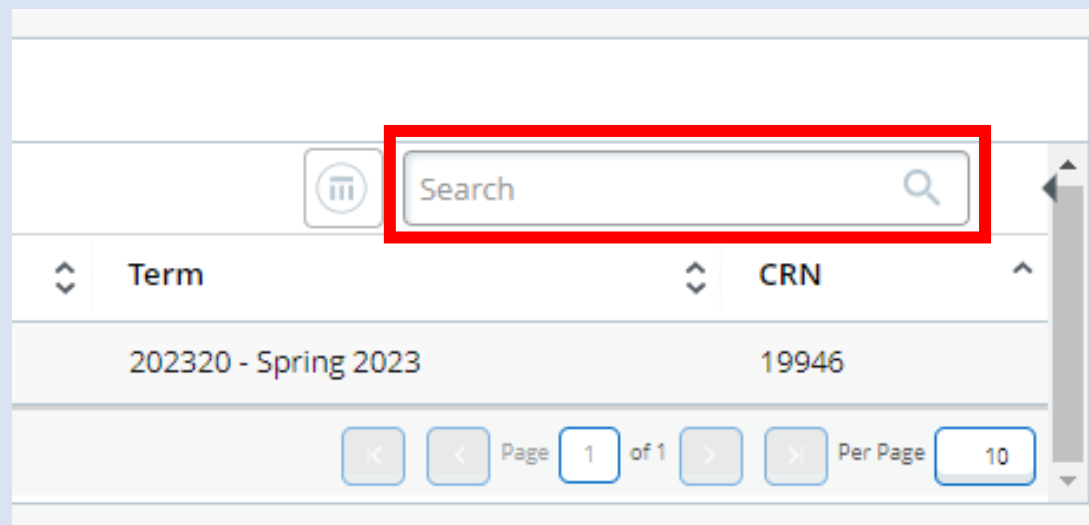 Search
Term CRN
202320 - Spring 2023 19946
Page 1 of 1 Per Page 10